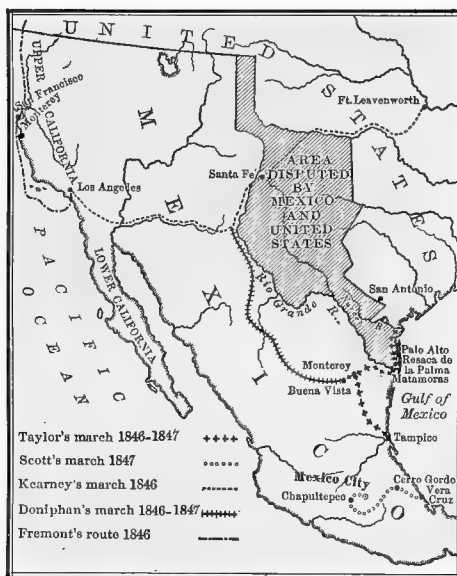 UNITED
STATES
UPPER
CALIFORNIA
San Francisco
Monterey
MEXICO
Ft. Leavenworth
Santa Fe
AREA
DISPUTED
BY
MEXICO
AND
UNITED
STATES
Los Angeles
PACIFIC
OCEAN
LOWER CALIFORNIA
Rio Grande R.
San Antonio
Nueces R.
Palo Alto
Resaca de
la Palma
Matamoras
Monterey
Buena Vista
Gulf of
Mexico
Tampico
Taylor's march 1846-1847
Scott's march 1847
Kearney's march 1846
Doniphan's march 1846-1847
Fremont's route 1846
Mexico City
Chapultepec
Cerro Gordo
Vera
Cruz